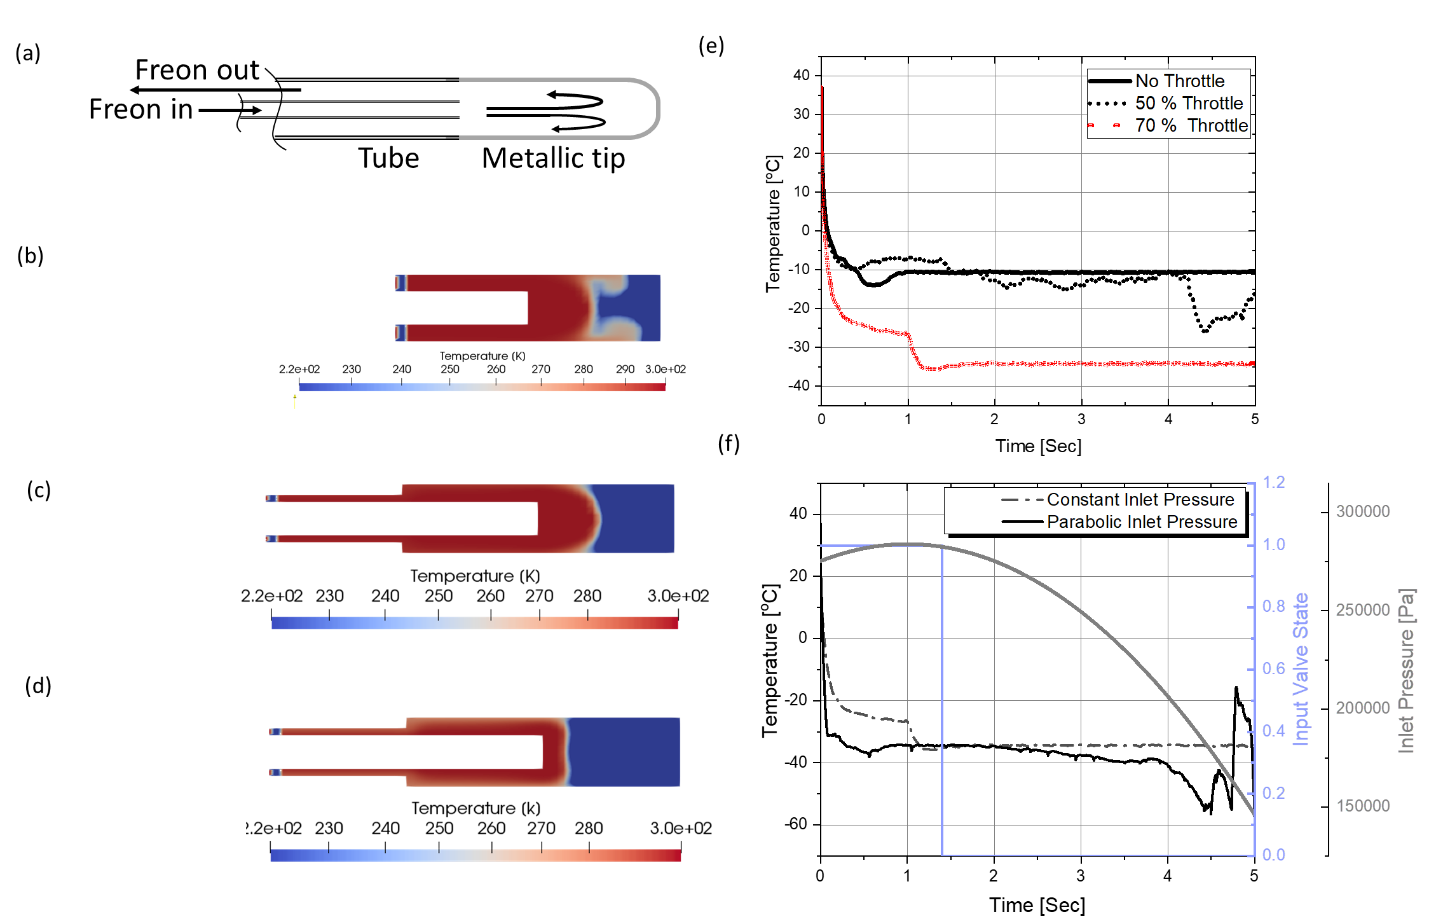 (a)
Freon out
Freon in
Tube
Metallic tip
(b)
Temperature (K)
2.2e+02 230 240 250 260 270 280 290 3.0e+02
(c)
Temperature (K)
2.2e+02 230 240 250 260 270 280 3.0e+02
(d)
Temperature (K)
2.2e+02 230 240 250 260 270 280 3.0e+02
(e)
No Throttle
50 % Throttle
70 % Throttle
Temperature [°C]
40
30
20
10
0
-10
-20
-30
-40
0 1 2 3 4 5
Time [Sec]
(f)
Constant Inlet Pressure
Parabolic Inlet Pressure
Temperature [°C]
40
20
0
-20
-40
-60
0 1 2 3 4 5
Time [Sec]
Input Valve State
1.2
1.0
0.8
0.6
0.4
0.2
0.0
Inlet Pressure [Pa]
300000
250000
200000
150000